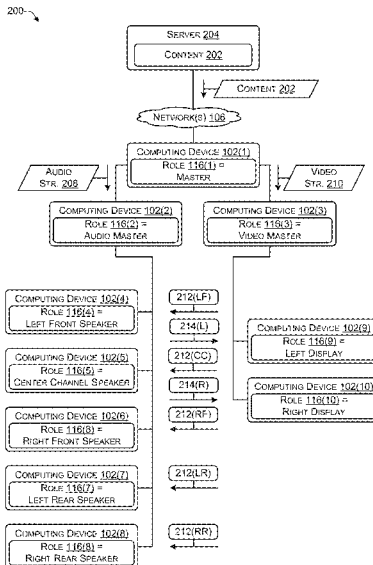 200
SERVER 204
CONTENT 202
CONTENT 202
NETWORK(S) 106
COMPUTING DEVICE 102(1)
ROLE 116(1) =
MASTER
AUDIO
STR. 208
VIDEO
STR. 210
COMPUTING DEVICE 102(2)
ROLE 116(2) =
AUDIO MASTER
COMPUTING DEVICE 102(3)
ROLE 116(3) =
VIDEO MASTER
COMPUTING DEVICE 102(4)
ROLE 116(4) =
LEFT FRONT SPEAKER
212(LF)
214(L)
COMPUTING DEVICE 102(5)
ROLE 116(5) =
CENTER CHANNEL SPEAKER
212(CC)
214(R)
COMPUTING DEVICE 102(9)
ROLE 116(9) =
LEFT DISPLAY
COMPUTING DEVICE 102(10)
ROLE 116(10) =
RIGHT DISPLAY
COMPUTING DEVICE 102(6)
ROLE 116(6) =
RIGHT FRONT SPEAKER
212(RF)
COMPUTING DEVICE 102(7)
ROLE 116(7) =
LEFT REAR SPEAKER
212(LR)
COMPUTING DEVICE 102(8)
ROLE 116(8) =
RIGHT REAR SPEAKER
212(RR)